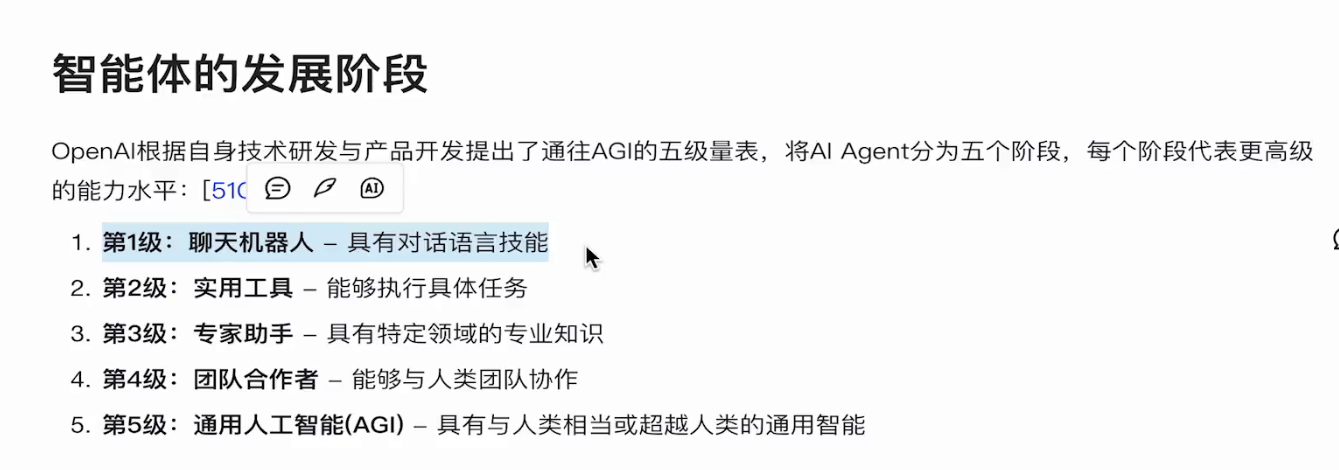 智能体的发展阶段
OpenAI根据自身技术研发与产品开发提出了通往AGI的五级量表，将AI Agent分为五个阶段，每个阶段代表更高级
的能力水平：[510
AI
1. 第1级：聊天机器人 – 具有对话语言技能
2. 第2级：实用工具 – 能够执行具体任务
3. 第3级：专家助手 – 具有特定领域的专业知识
4. 第4级：团队合作者 – 能够与人类团队协作
5. 第5级：通用人工智能(AGI) – 具有与人类相当或超越人类的通用智能